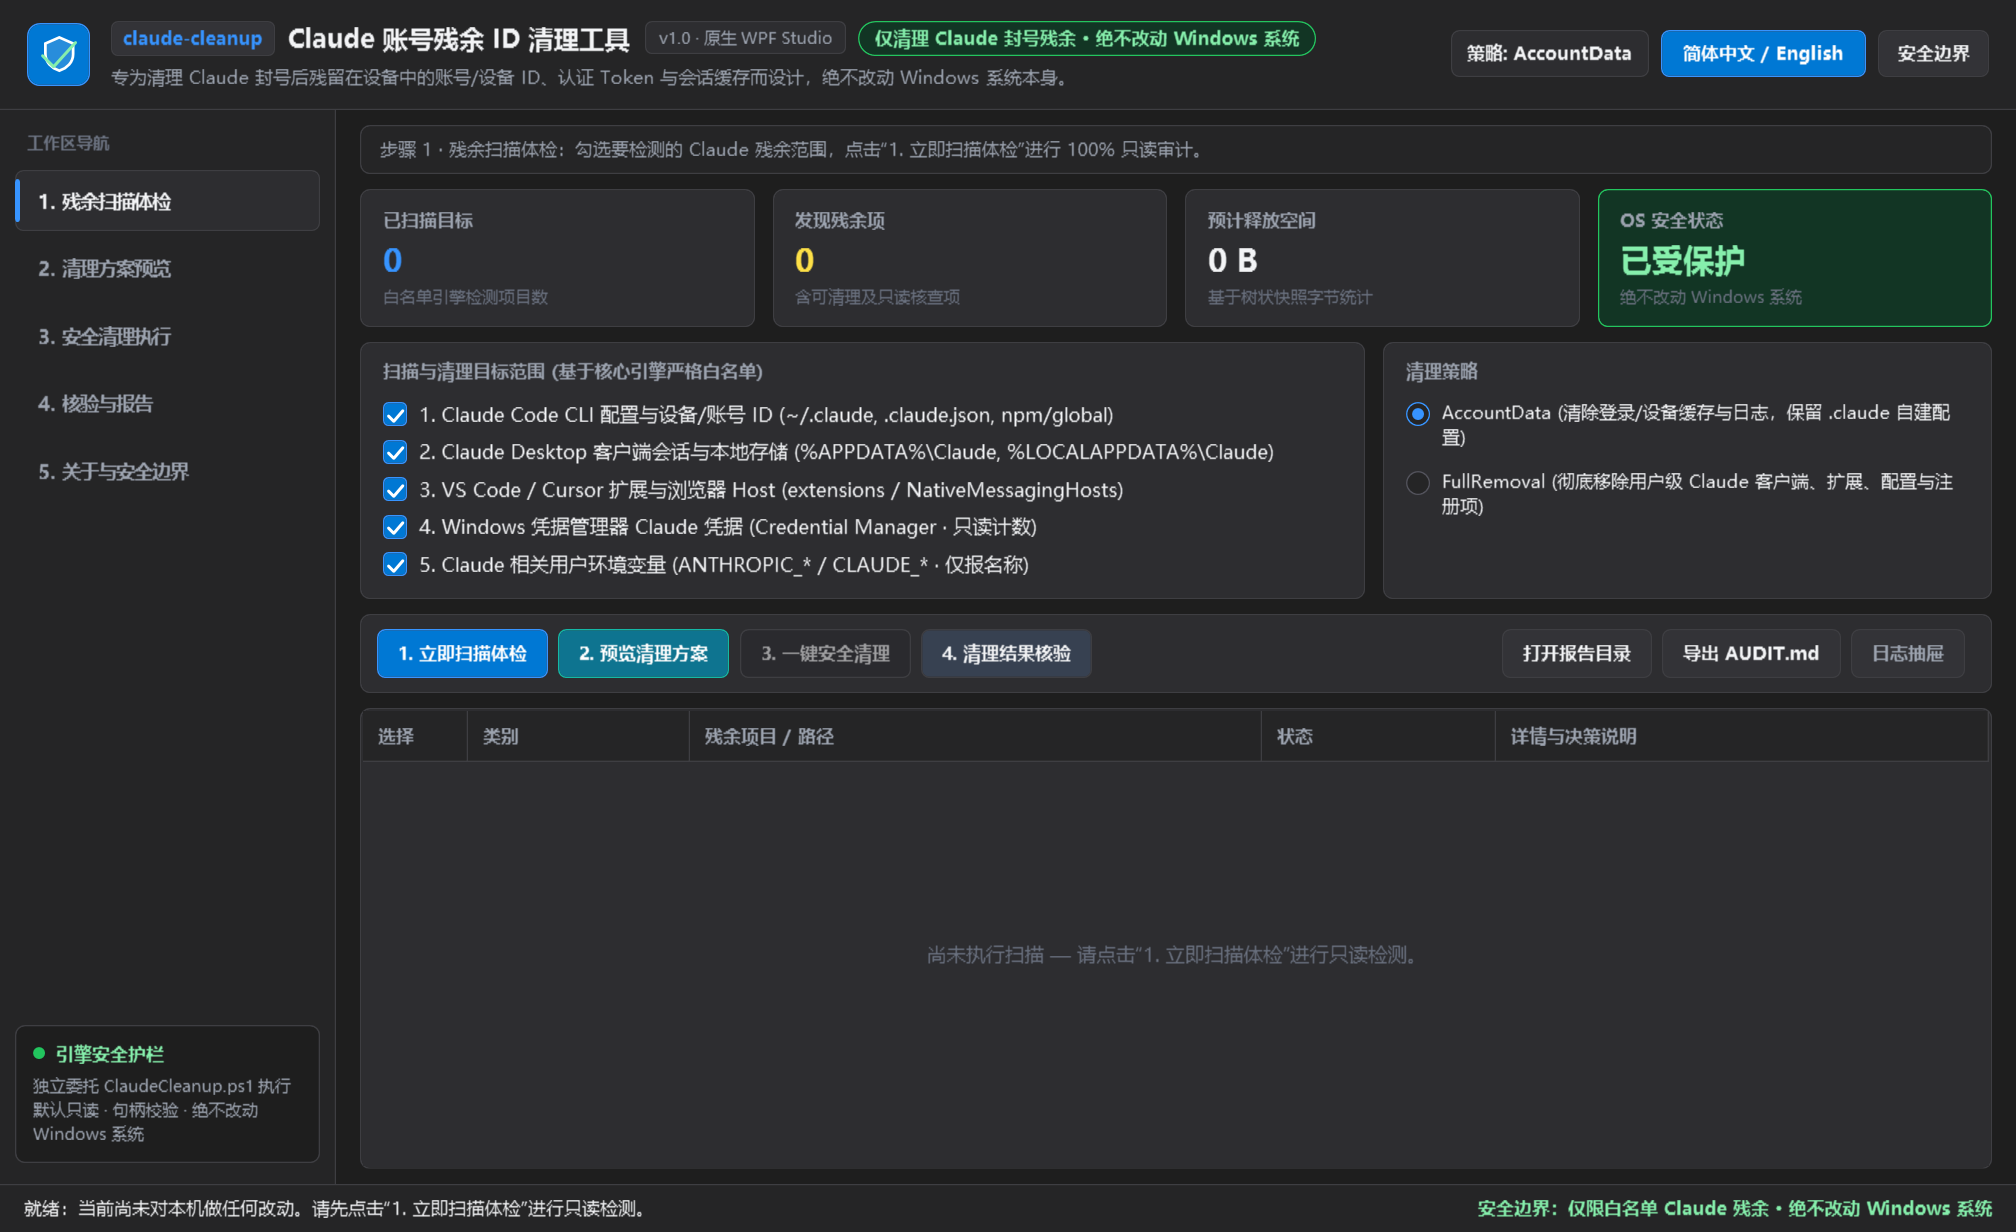 claude-cleanup
Claude 账号残余 ID 清理工具
v1.0 · 原生 WPF Studio
仅清理 Claude 封号残余 • 绝不改动 Windows 系统
专为清理 Claude 封号后残留在设备中的账号/设备 ID、认证 Token 与会话缓存而设计，绝不改动 Windows 系统本身。
策略: AccountData
简体中文 / English
安全边界
工作区导航
1. 残余扫描体检
2. 清理方案预览
3. 安全清理执行
4. 核验与报告
5. 关于与安全边界
引擎安全护栏
独立委托 ClaudeCleanup.ps1 执行
默认只读 · 句柄校验 · 绝不改动
Windows 系统
步骤 1 · 残余扫描体检：勾选要检测的 Claude 残余范围，点击“1. 立即扫描体检”进行 100% 只读审计。
已扫描目标
0
白名单引擎检测项目数
发现残余项
0
含可清理及只读核查项
预计释放空间
0 B
基于树状快照字节统计
OS 安全状态
已受保护
绝不改动 Windows 系统
扫描与清理目标范围 (基于核心引擎严格白名单)
1. Claude Code CLI 配置与设备/账号 ID (~/.claude, .claude.json, npm/global)
2. Claude Desktop 客户端会话与本地存储 (%APPDATA%\Claude, %LOCALAPPDATA%\Claude)
3. VS Code / Cursor 扩展与浏览器 Host (extensions / NativeMessagingHosts)
4. Windows 凭据管理器 Claude 凭据 (Credential Manager · 只读计数)
5. Claude 相关用户环境变量 (ANTHROPIC_* / CLAUDE_* · 仅报名称)
清理策略
AccountData (清除登录/设备缓存与日志，保留 .claude 自建配
置)
FullRemoval (彻底移除用户级 Claude 客户端、扩展、配置与注
册项)
1. 立即扫描体检
2. 预览清理方案
3. 一键安全清理
4. 清理结果核验
打开报告目录
导出 AUDIT.md
日志抽屉
选择
类别
残余项目 / 路径
状态
详情与决策说明
尚未执行扫描 — 请点击“1. 立即扫描体检”进行只读检测。
就绪：当前尚未对本机做任何改动。请先点击“1. 立即扫描体检”进行只读检测。
安全边界：仅限白名单 Claude 残余 • 绝不改动 Windows 系统